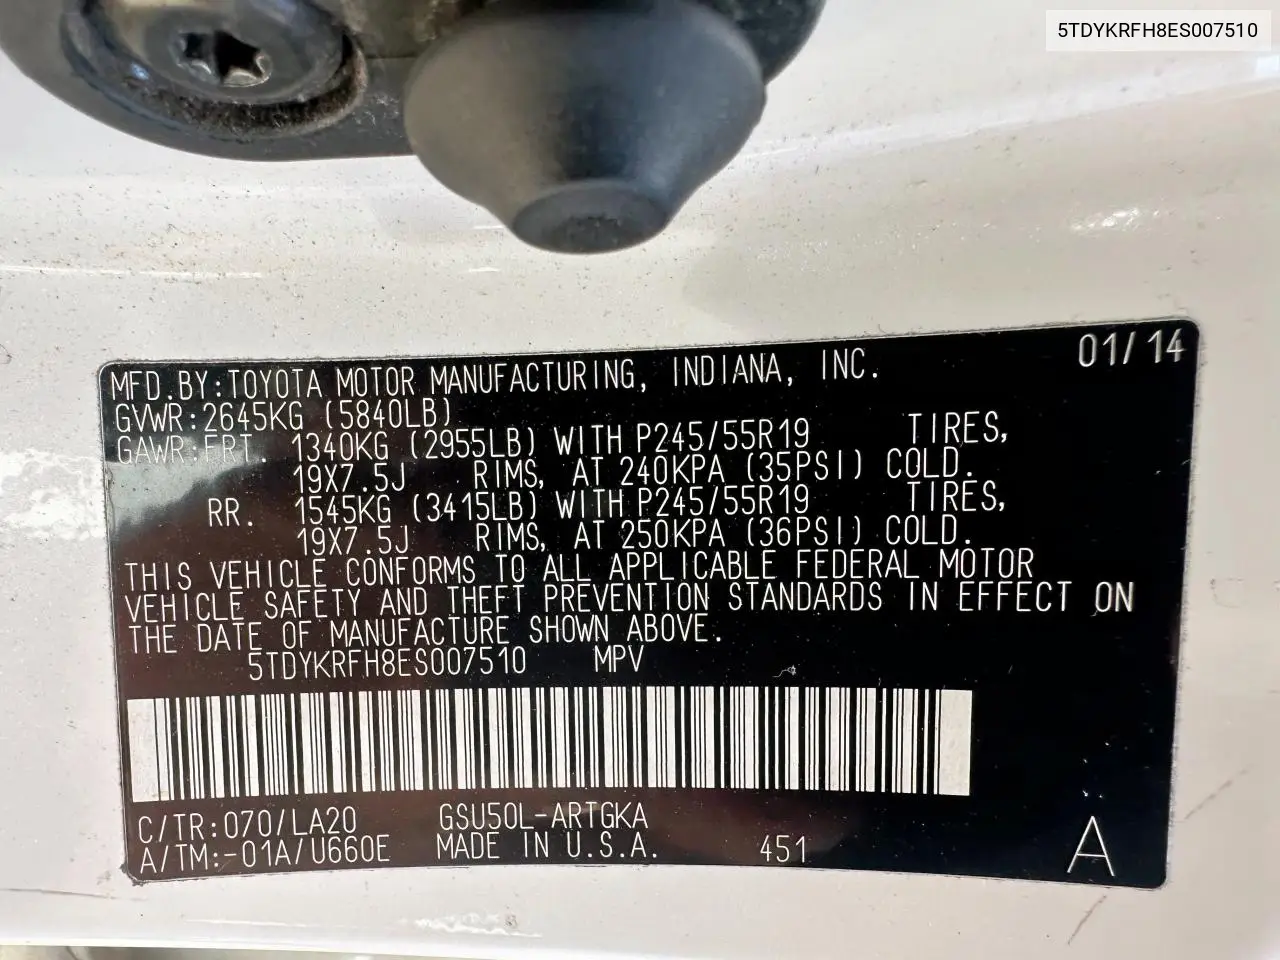 5TDYKRFH8ES007510
01/14
MFD.BY:TOYOTA MOTOR MANUFACTURING, INDIANA, INC.
GVWR:2645KG (5840LB)
GAWR:FRT. 1340KG (2955LB) WITH P245/55R19 TIRES,
19X7.5J RIMS, AT 240KPA (35PSI) COLD.
RR. 1545KG (3415LB) WITH P245/55R19 TIRES,
19X7.5J RIMS, AT 250KPA (36PSI) COLD.
THIS VEHICLE CONFORMS TO ALL APPLICABLE FEDERAL MOTOR
VEHICLE SAFETY AND THEFT PREVENTION STANDARDS IN EFFECT ON
THE DATE OF MANUFACTURE SHOWN ABOVE.
5TDYKRFH8ES007510 MPV
C/TR:070/LA20 GSU50L-ARTGKA
A/TM:-01A/U660E MADE IN U.S.A. 451 A